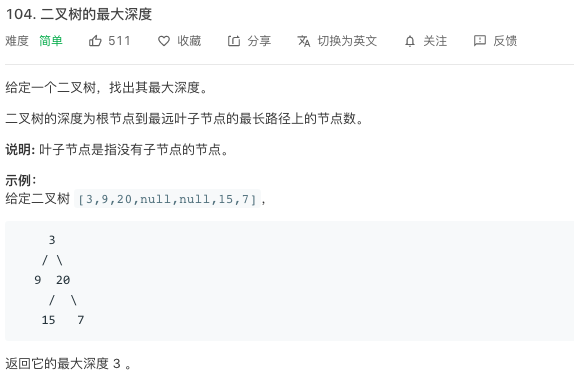 104. 二叉树的最大深度
难度 简单 511 收藏 分享 切换为英文 关注 反馈
给定一个二叉树，找出其最大深度。
二叉树的深度为根节点到最远叶子节点的最长路径上的节点数。
说明: 叶子节点是指没有子节点的节点。
示例：
给定二叉树 [3,9,20,null,null,15,7]，
3
/ \
9 20
/ \
15 7
返回它的最大深度 3 。